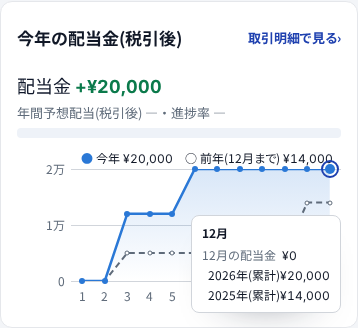 今年の配当金(税引後)
取引明細で見る›
配当金 +¥20,000
年間予想配当(税引後) —・進捗率 —
今年 ¥20,000 前年(12月まで) ¥14,000
2万
1万
0
1 2 3 4 5
12月
12月の配当金 ¥0
2026年(累計)¥20,000
2025年(累計)¥14,000